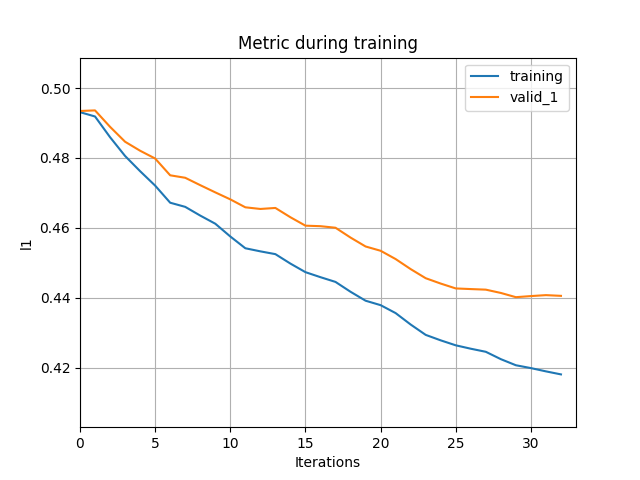 Metric during training
training
valid_1
0.50
0.48
0.46
0.44
0.42
l1
0 5 10 15 20 25 30
Iterations